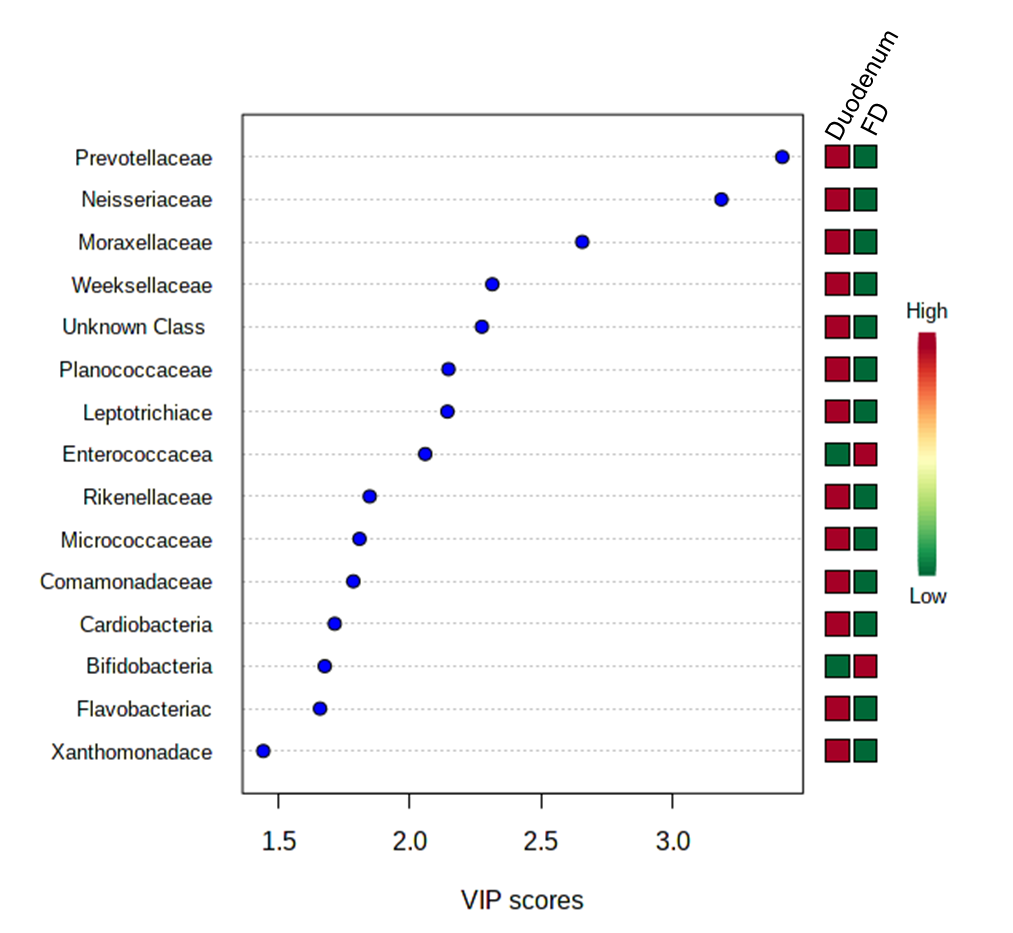 Duodenum
FD
Prevotellaceae
Neisseriaceae
Moraxellaceae
Weeksellaceae
Unknown Class
Planococcaceae
Leptotrichiace
Enterococcacea
Rikenellaceae
Micrococcaceae
Comamonadaceae
Cardiobacteria
Bifidobacteria
Flavobacteriac
Xanthomonadace
High
Low
1.5 2.0 2.5 3.0
VIP scores